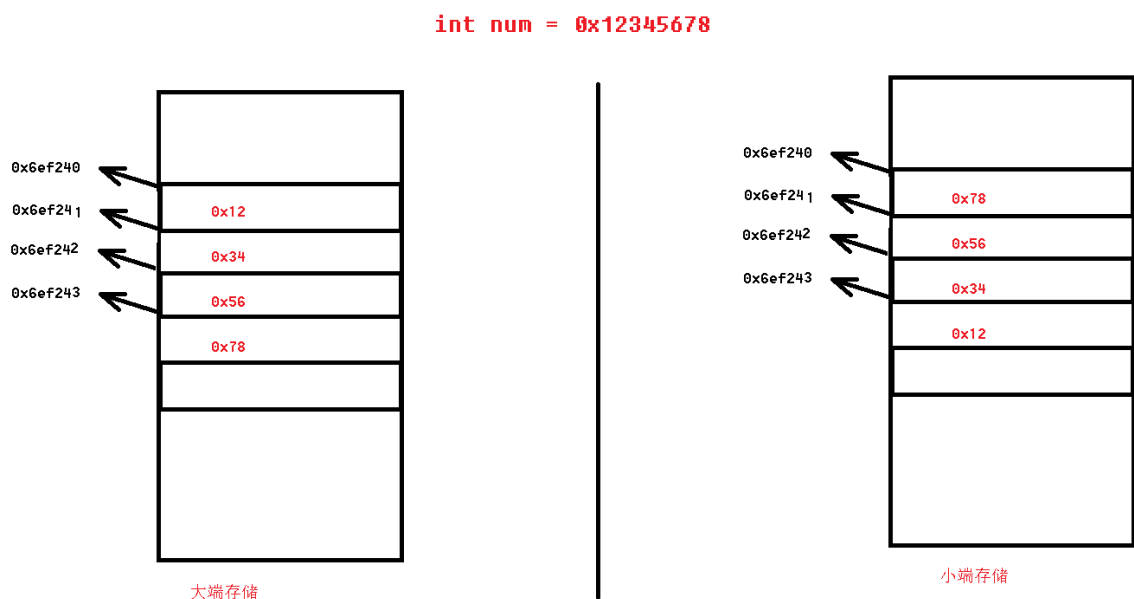 int num = 0x12345678
0x6ef240
0x6ef241
0x6ef242
0x6ef243
0x12
0x34
0x56
0x78
大端存储
0x6ef240
0x6ef241
0x6ef242
0x6ef243
0x78
0x56
0x34
0x12
小端存储